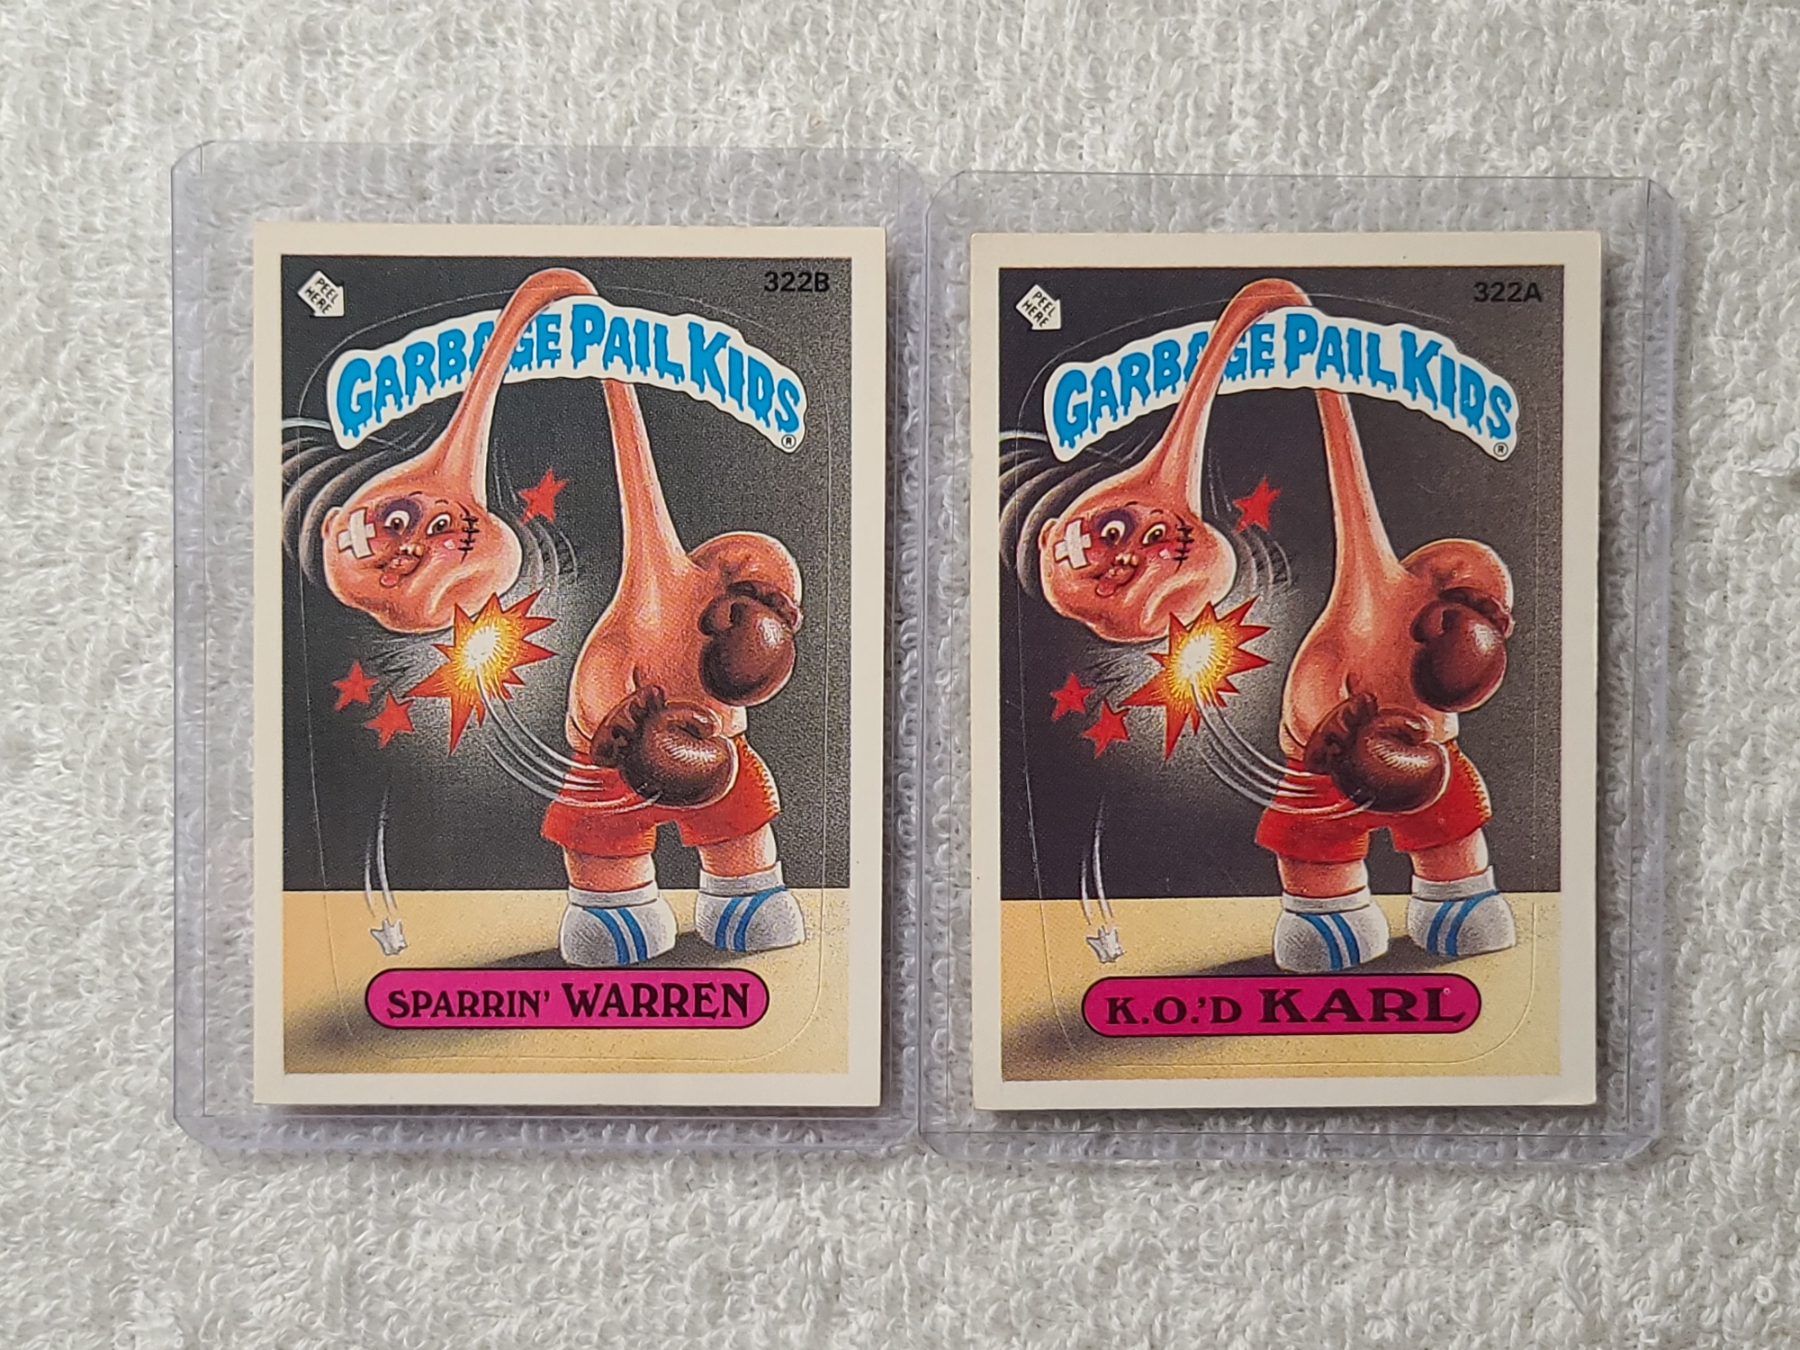 PEEL HERE
322B
GARBAGE PAIL KIDS®
SPARRIN' WARREN
PEEL HERE
322A
GARBAGE PAIL KIDS®
K.O.'D KARL